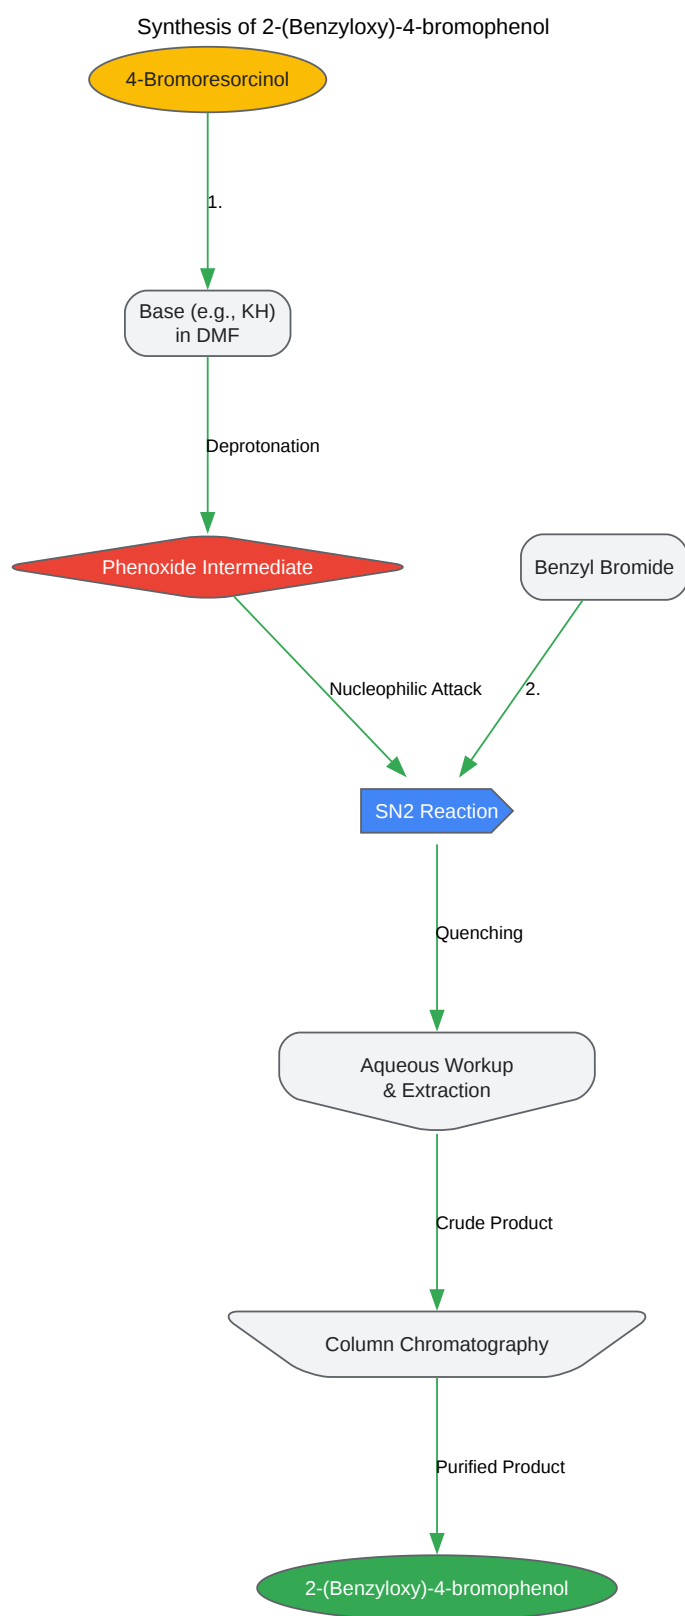 Synthesis of 2-(Benzyloxy)-4-bromophenol
4-Bromoresorcinol
1.
Base (e.g., KH)
in DMF
Deprotonation
Phenoxide Intermediate
Benzyl Bromide
Nucleophilic Attack
2.
SN2 Reaction
Quenching
Aqueous Workup
& Extraction
Crude Product
Column Chromatography
Purified Product
2-(Benzyloxy)-4-bromophenol